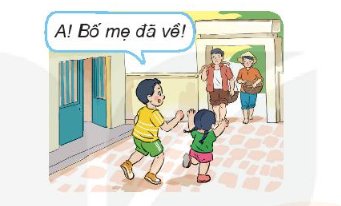 A! Bố mẹ đã về!